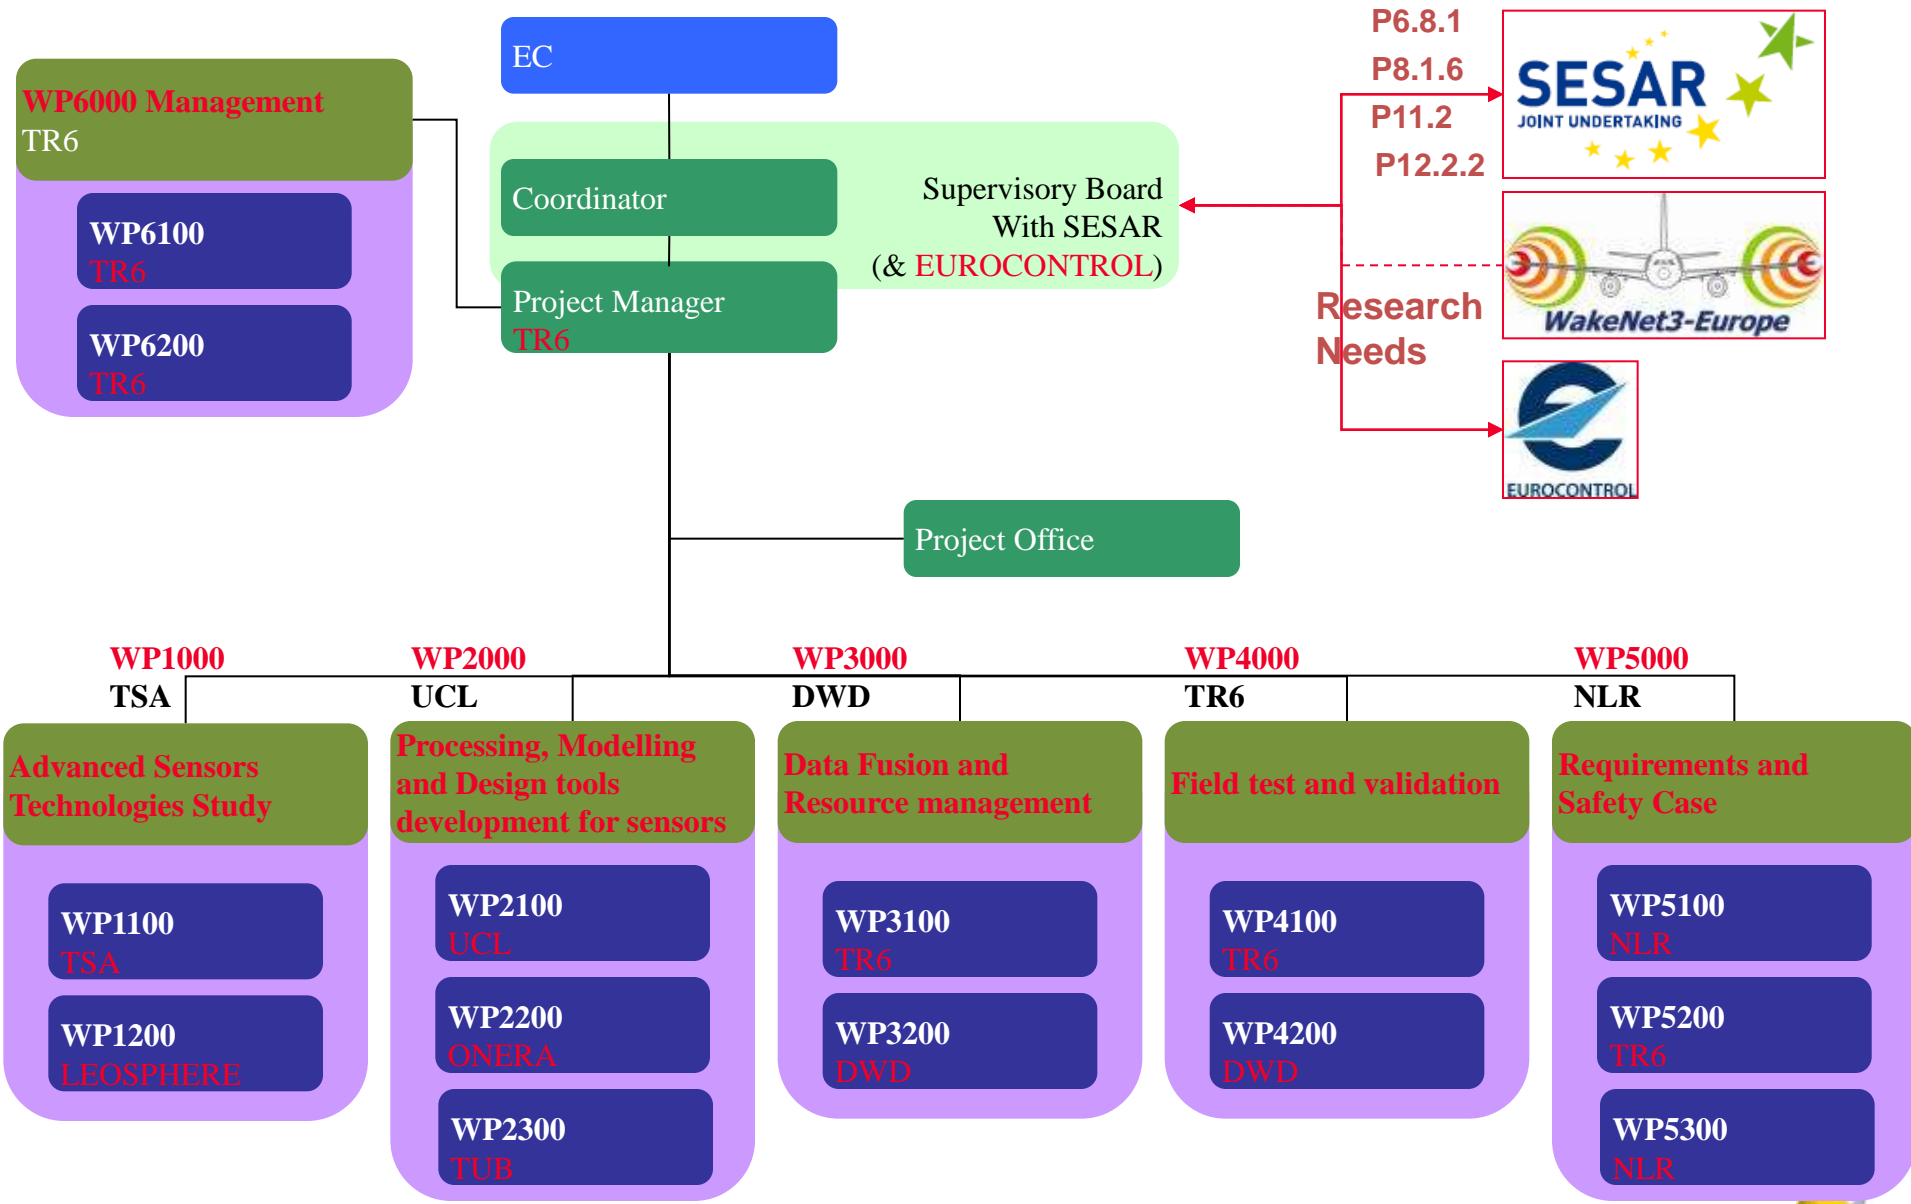 EC
WP6000 Management
TR6
WP6100
TR6
WP6200
TR6
Coordinator
Project Manager
TR6
Supervisory Board
With SESAR
(& EUROCONTROL)
P6.8.1
P8.1.6
P11.2
P12.2.2
SESAR
JOINT UNDERTAKING
WakeNet3-Europe
Research
Needs
EUROCONTROL
Project Office
WP1000
TSA
Advanced Sensors
Technologies Study
WP1100
TSA
WP1200
LEOSPHERE
WP2000
UCL
Processing, Modelling
and Design tools
development for sensors
WP2100
UCL
WP2200
ONERA
WP2300
TUB
WP3000
DWD
Data Fusion and
Resource management
WP3100
TR6
WP3200
DWD
WP4000
TR6
Field test and validation
WP4100
TR6
WP4200
DWD
WP5000
NLR
Requirements and
Safety Case
WP5100
NLR
WP5200
TR6
WP5300
NLR